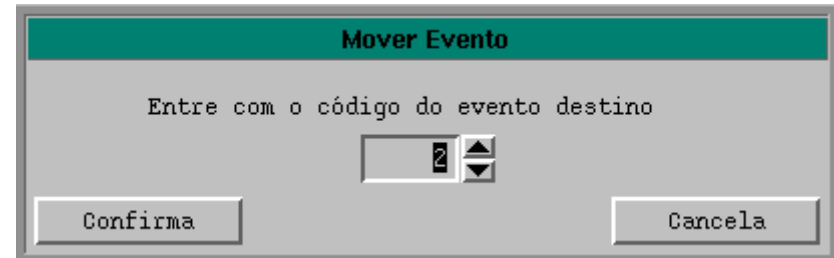 Mover Evento
Entre com o código do evento destino
2
Confirma
Cancela